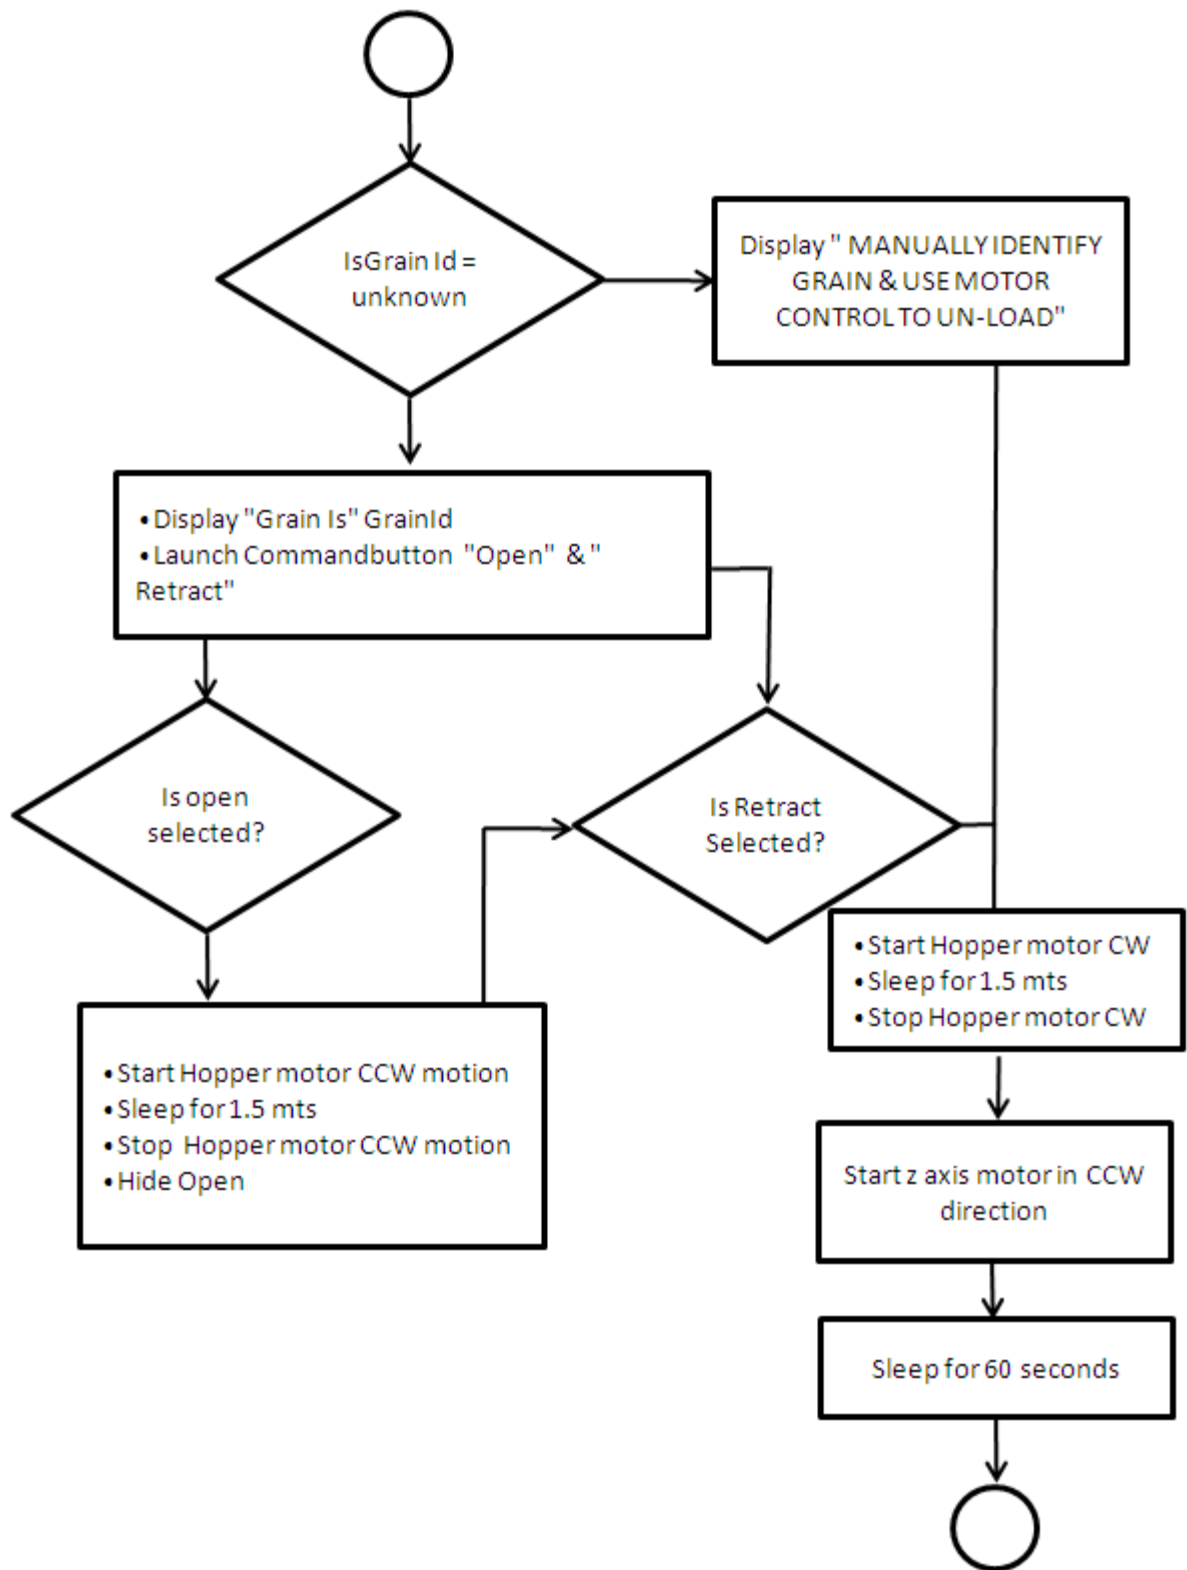 IsGrain Id =
unknown
Display " MANUALLY IDENTIFY
GRAIN & USE MOTOR
CONTROL TO UN-LOAD"
• Display "Grain Is" GrainId
• Launch Commandbutton "Open" & "
Retract"
Is open
selected?
Is Retract
Selected?
• Start Hopper motor CCW motion
• Sleep for 1.5 mts
• Stop Hopper motor CCW motion
• Hide Open
• Start Hopper motor CW
• Sleep for 1.5 mts
• Stop Hopper motor CW
Start z axis motor in CCW
direction
Sleep for 60 seconds